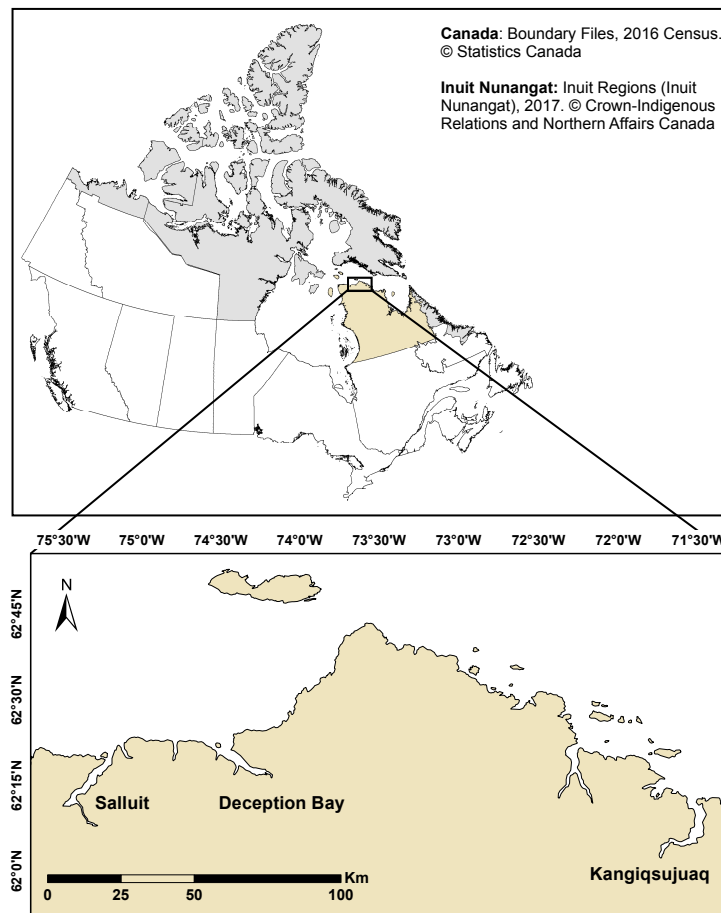 Canada: Boundary Files, 2016 Census.
© Statistics Canada
Inuit Nunangat: Inuit Regions (Inuit
Nunangat), 2017. © Crown-Indigenous
Relations and Northern Affairs Canada
75°30'W 75°0'W 74°30'W 74°0'W 73°30'W 73°0'W 72°30'W 72°0'W 71°30'W
N
62°45'N
62°30'N
62°15'N
62°0'N
Salluit
Deception Bay
Kangiqsujuaq
Km
0 25 50 100